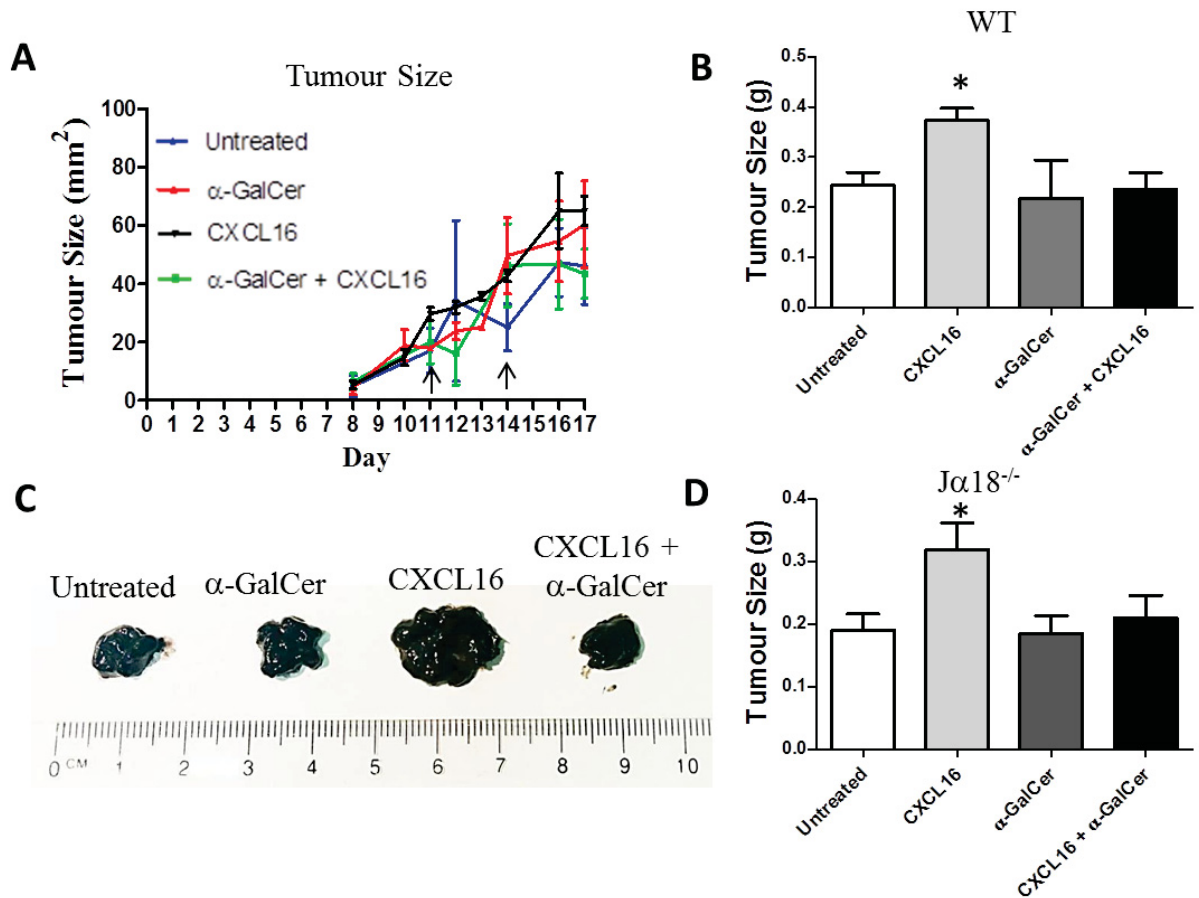 A
Tumour Size
Tumour Size (mm²)
100
80
60
40
20
0
Untreated
α-GalCer
CXCL16
α-GalCer + CXCL16
0 1 2 3 4 5 6 7 8 9 10 11 12 13 14 15 16 17
Day
B
WT
Tumour Size (g)
0.5
0.4
0.3
0.2
0.1
0.0
*
Untreated
CXCL16
α-GalCer
α-GalCer + CXCL16
C
Untreated
α-GalCer
CXCL16
CXCL16 +
α-GalCer
0 CM 1 2 3 4 5 6 7 8 9 10
D
Jα18⁻/⁻
Tumour Size (g)
0.4
0.3
0.2
0.1
0.0
*
Untreated
CXCL16
α-GalCer
CXCL16 + α-GalCer